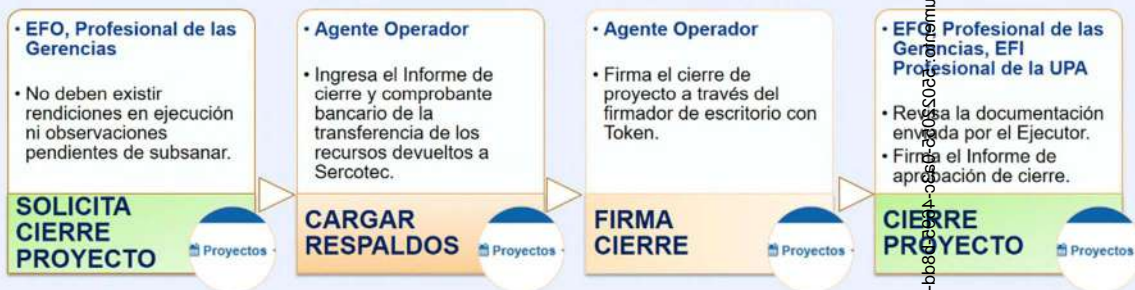 • EFO, Profesional de las
Gerencias
• No deben existir
rendiciones en ejecución
ni observaciones
pendientes de subsanar.
SOLICITA
CIERRE
PROYECTO
Proyectos
• Agente Operador
• Ingresa el Informe de
cierre y comprobante
bancario de la
transferencia de los
recursos devueltos a
Sercotec.
CARGAR
RESPALDOS
Proyectos
• Agente Operador
• Firma el cierre de
proyecto a través del
firmador de escritorio con
Token.
FIRMA
CIERRE
Proyectos
• EFO, Profesional de las
Gerencias, EFI
Profesional de la UPA
• Revisa la documentación
enviada por el Ejecutor.
• Firma el Informe de
aprobación de cierre.
CIERRE
PROYECTO
Proyectos